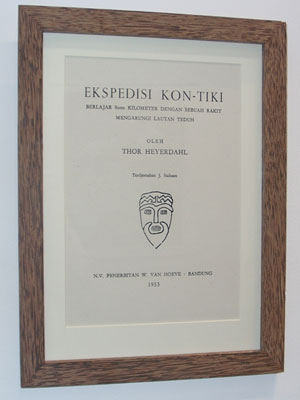 EKSPEDISI KON-TIKI
BERLAJAR 8000 KILOMETER DENGAN SEBUAH RAKIT
MENGARUNGI LAUTAN TEDUH
OLEH
THOR HEYERDAHL
Terdjemahan J.
N.V. PENERBITAN W. VAN HOEVE - BANDUNG
1953